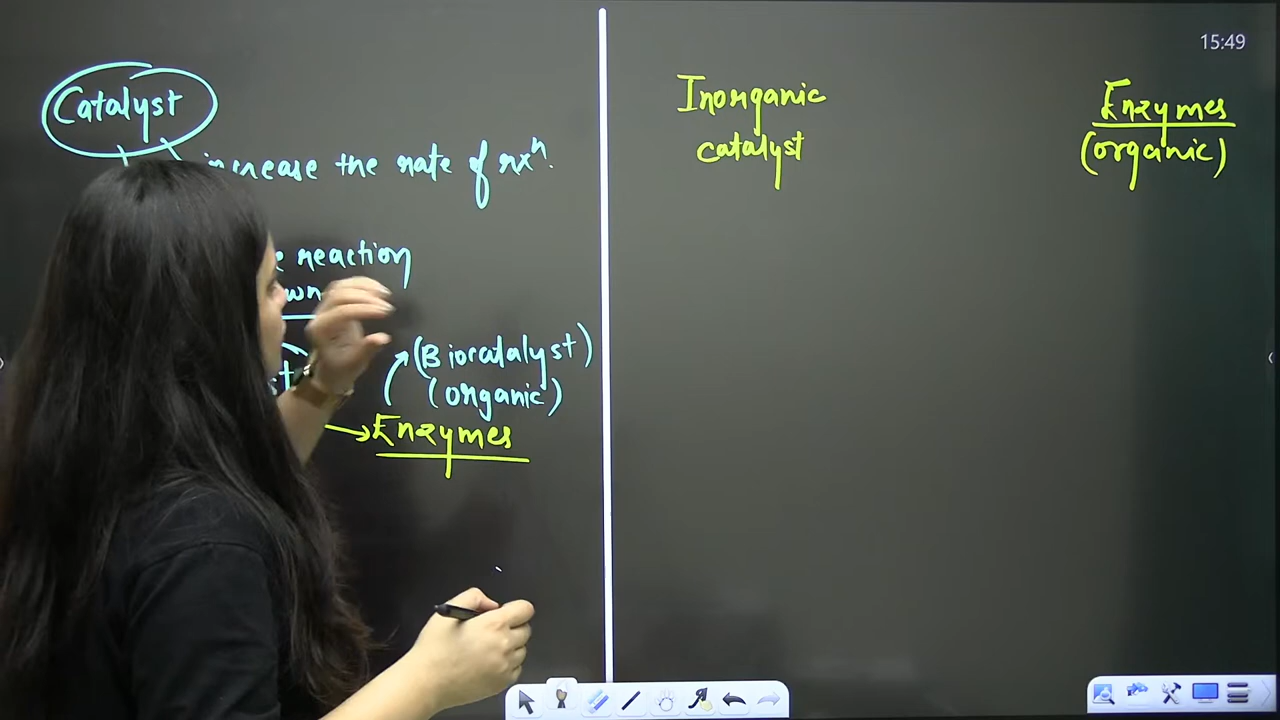 Catalyst
increase the rate of rxⁿ.
reaction
(Biocatalyst)
(organic)
Enzymes
15:49
Inorganic
catalyst
Enzymes
(organic)